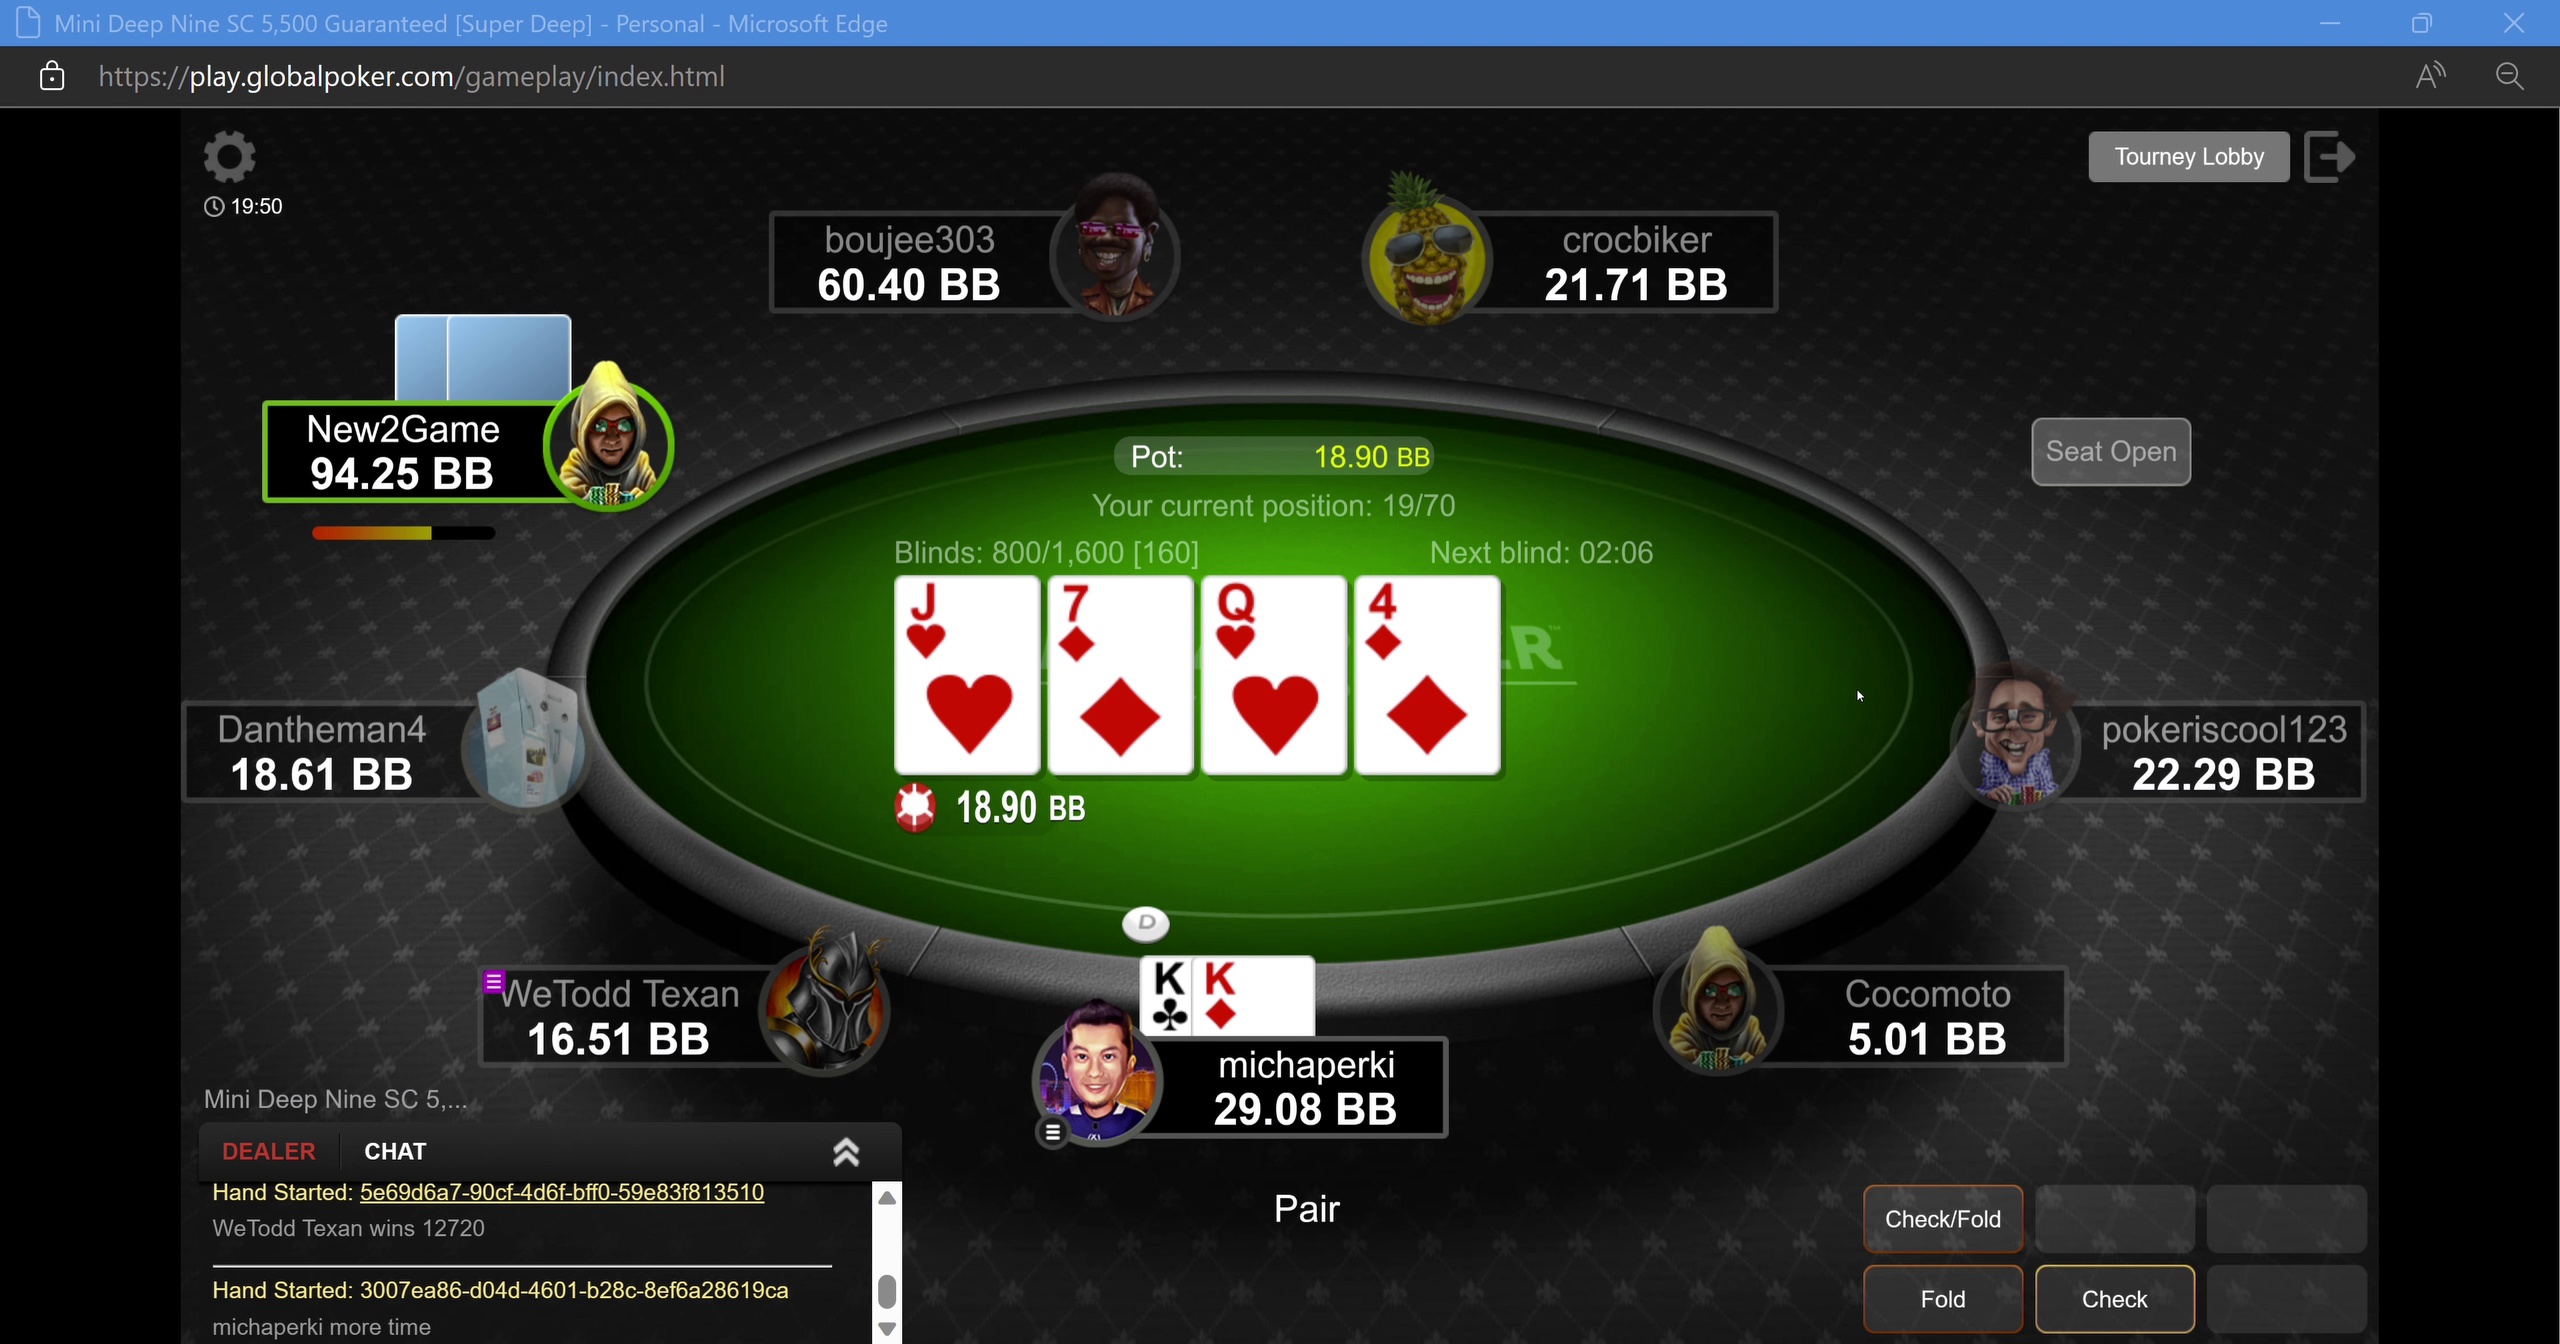 Mini Deep Nine SC 5,500 Guaranteed [Super Deep] - Personal - Microsoft Edge
https://play.globalpoker.com/gameplay/index.html
Tourney Lobby
19:50
boujee303
60.40 BB
crocbiker
21.71 BB
New2Game
94.25 BB
Pot: 18.90 BB
Seat Open
Your current position: 19/70
Blinds: 800/1,600 [160] Next blind: 02:06
J 7 Q 4
Dantheman4
18.61 BB
pokeriscool123
22.29 BB
18.90 BB
D
K K
WeTodd Texan
16.51 BB
Cocomoto
5.01 BB
michaperki
29.08 BB
Mini Deep Nine SC 5,...
DEALER CHAT
Hand Started: 5e69d6a7-90cf-4d6f-bff0-59e83f813510
WeTodd Texan wins 12720
Hand Started: 3007ea86-d04d-4601-b28c-8ef6a28619ca
michaperki more time
Pair
Check/Fold
Fold
Check